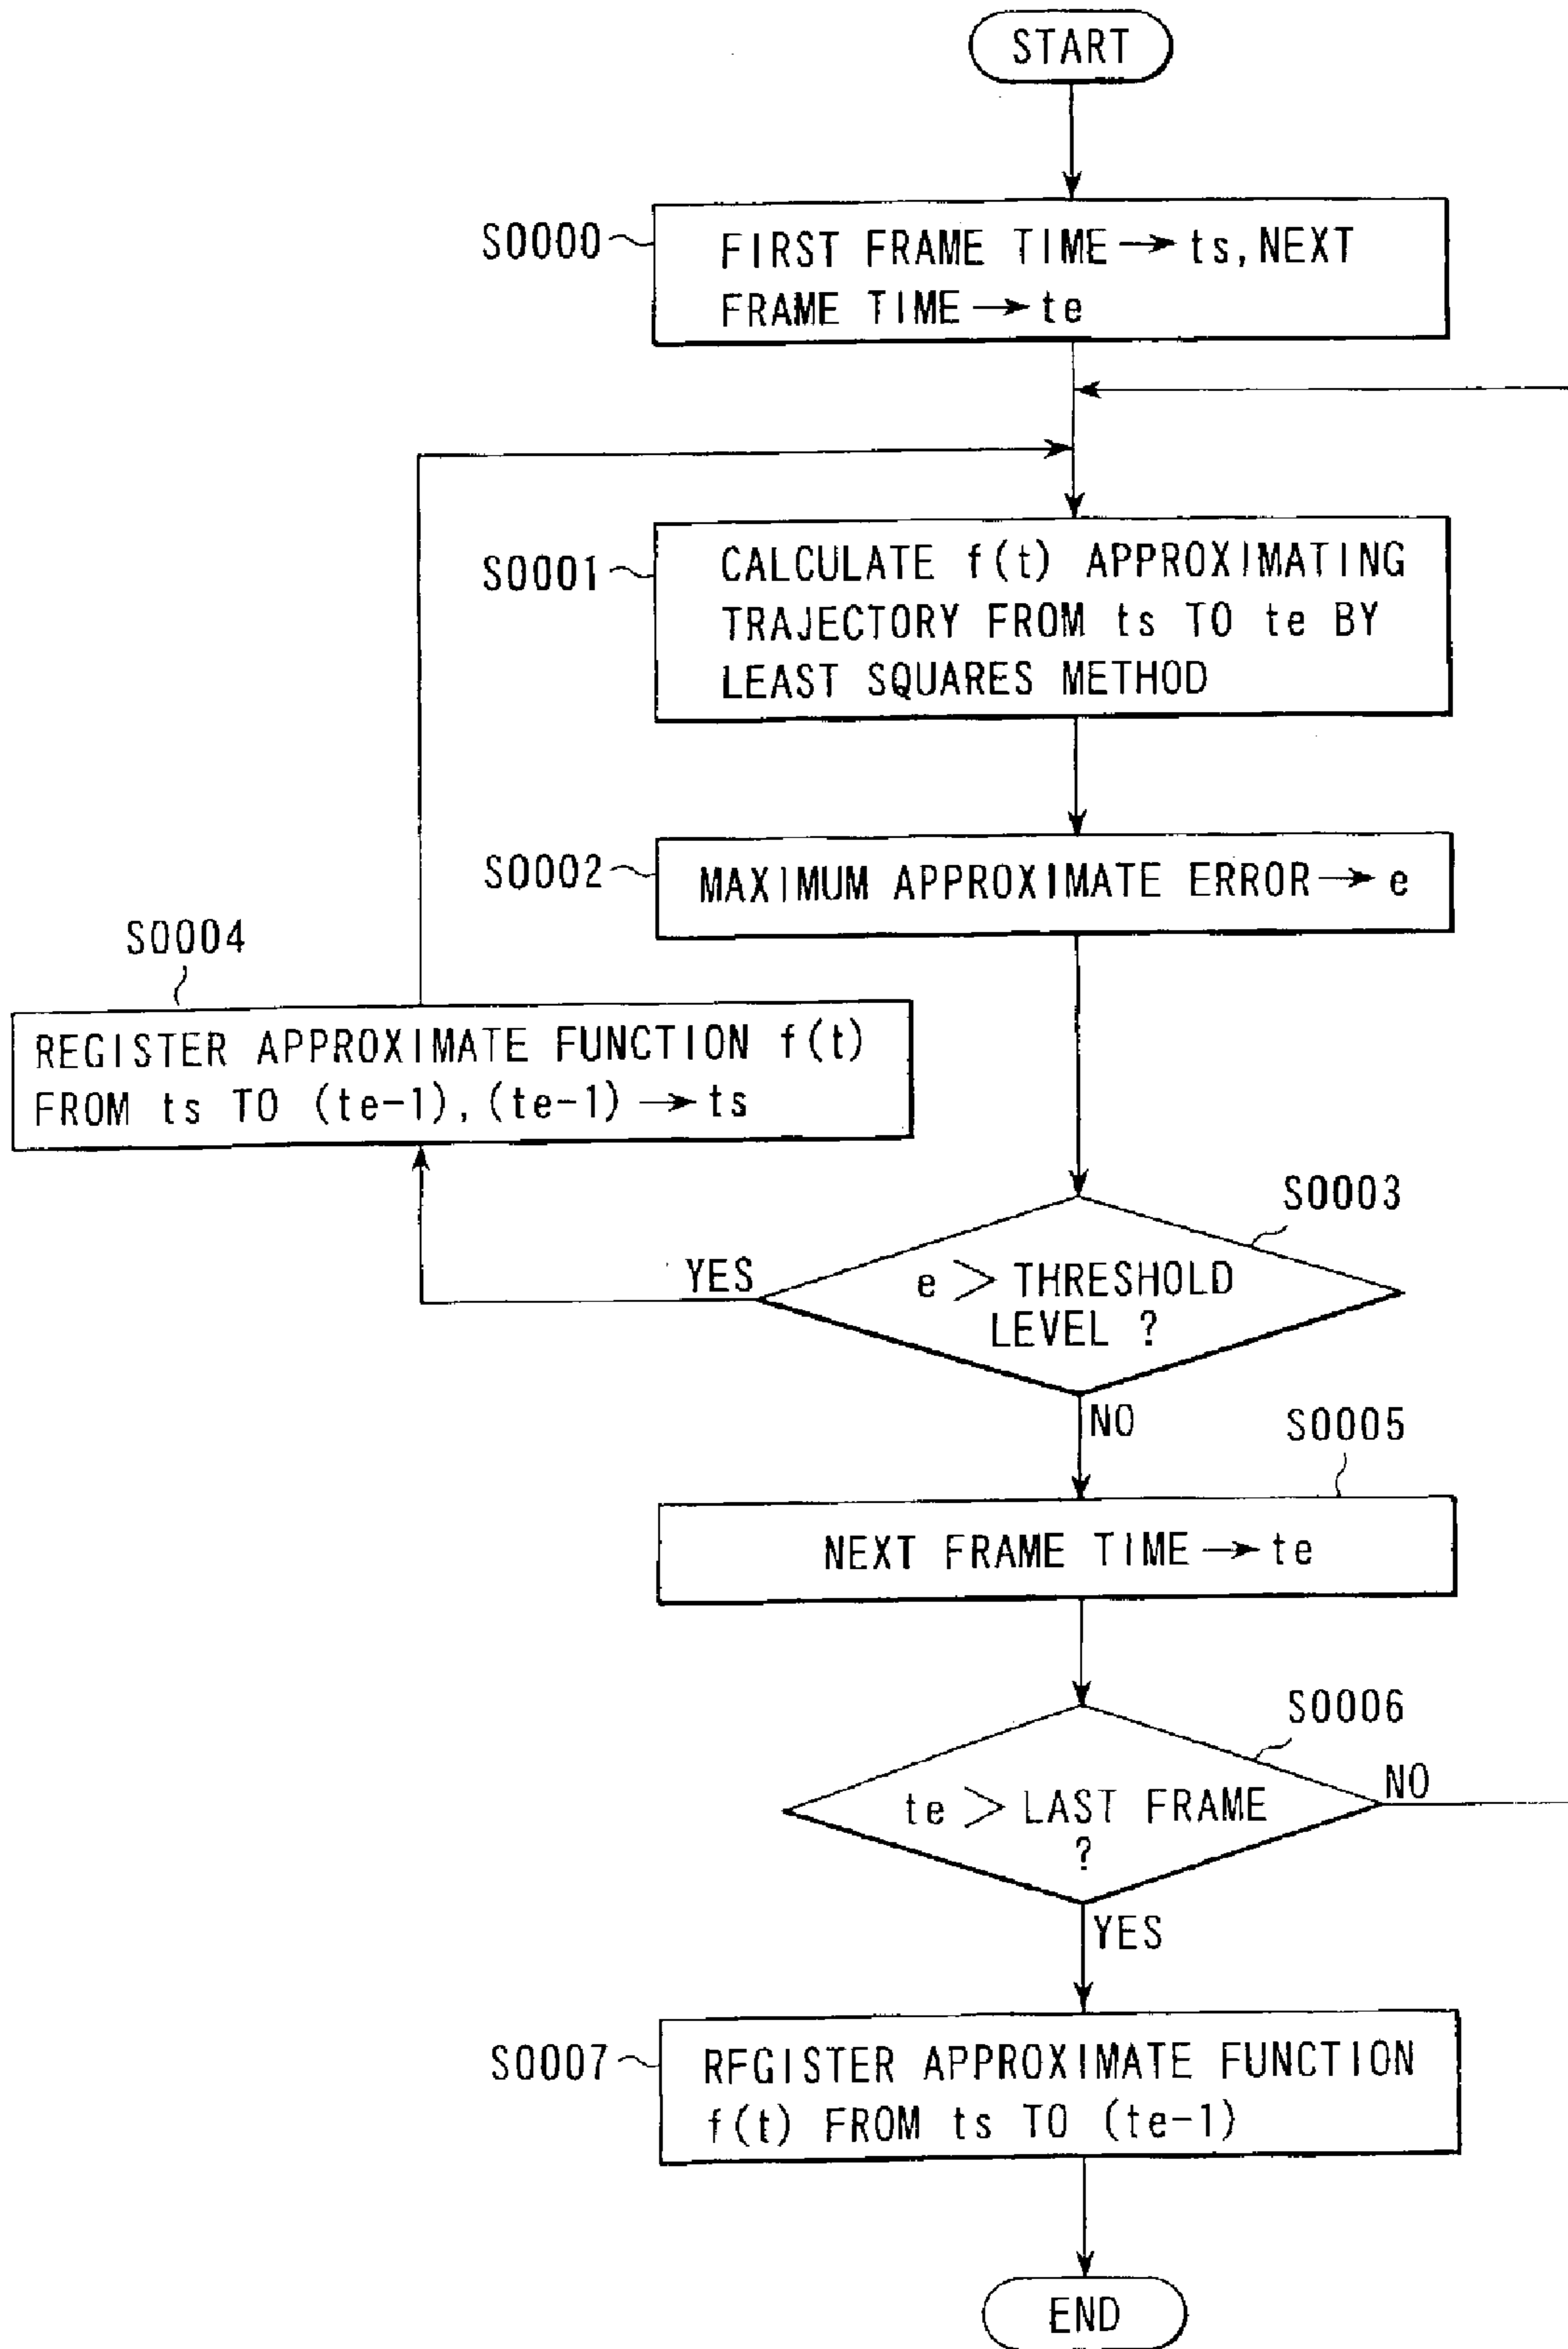 START
S0000
FIRST FRAME TIME → ts, NEXT
FRAME TIME → te
S0001
CALCULATE f(t) APPROXIMATING
TRAJECTORY FROM ts TO te BY
LEAST SQUARES METHOD
S0002
MAXIMUM APPROXIMATE ERROR → e
S0004
REGISTER APPROXIMATE FUNCTION f(t)
FROM ts TO (te-1), (te-1) → ts
S0003
YES
e > THRESHOLD
LEVEL ?
NO
S0005
NEXT FRAME TIME → te
S0006
te > LAST FRAME
?
NO
YES
S0007
REGISTER APPROXIMATE FUNCTION
f(t) FROM ts TO (te-1)
END